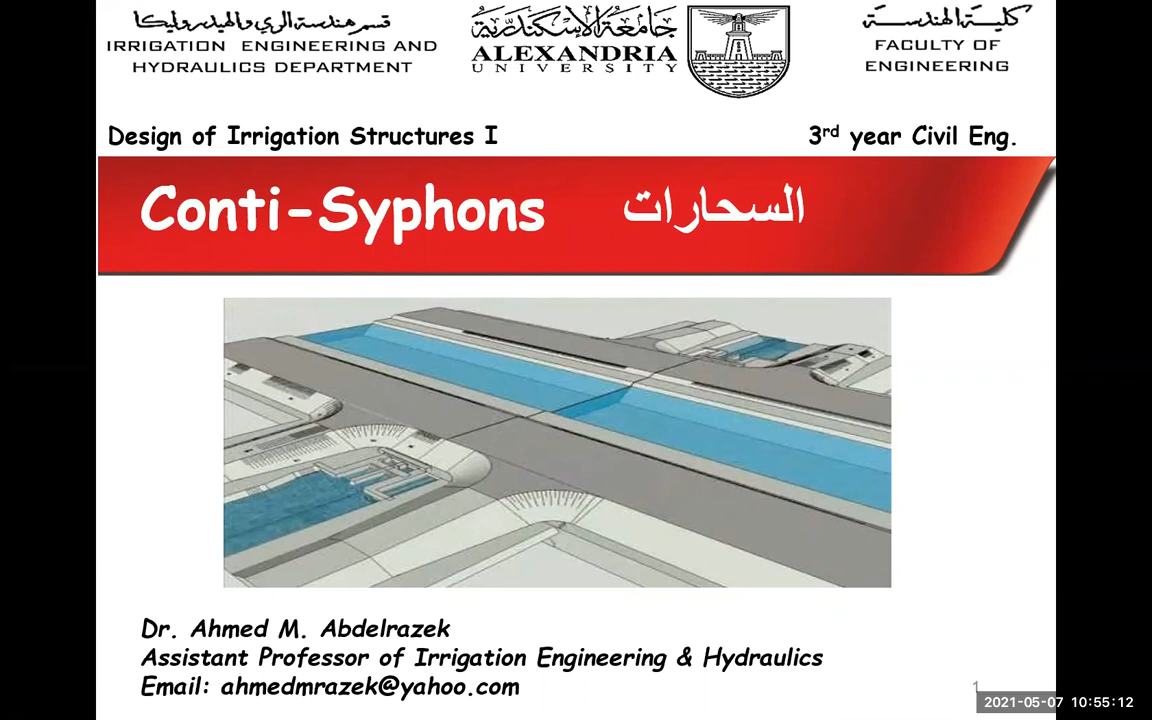 قسم هندسة الري والهيدروليكا
IRRIGATION ENGINEERING AND
HYDRAULICS DEPARTMENT
جامعة الإسكندرية
ALEXANDRIA
UNIVERSITY
كلية الهندسة
FACULTY OF
ENGINEERING
Design of Irrigation Structures I
3rd year Civil Eng.
Conti-Syphons السحارات
Dr. Ahmed M. Abdelrazek
Assistant Professor of Irrigation Engineering & Hydraulics
Email: ahmedmrazek@yahoo.com
1
2021-05-07 10:55:12